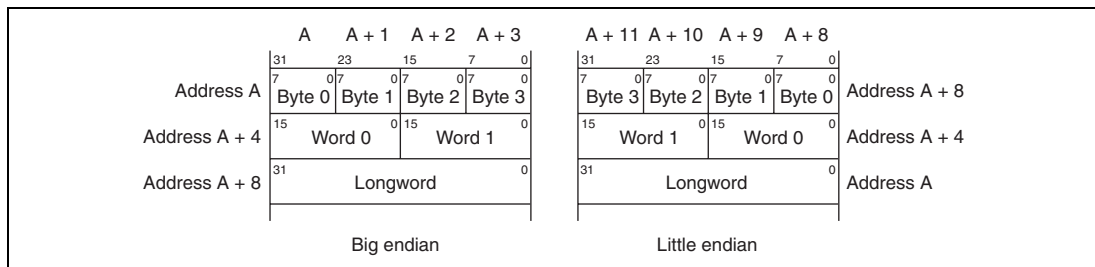 A A + 1 A + 2 A + 3 A + 11 A + 10 A + 9 A + 8
31 23 15 7 0 31 23 15 7 0
7 0 7 0 7 0 7 0 7 0 7 0 7 0 7 0
Address A Byte 0 Byte 1 Byte 2 Byte 3 Byte 3 Byte 2 Byte 1 Byte 0 Address A + 8
15 0 15 0 15 0 15 0
Address A + 4 Word 0 Word 1 Word 1 Word 0 Address A + 4
31 0 31 0
Address A + 8 Longword Longword Address A
Big endian Little endian